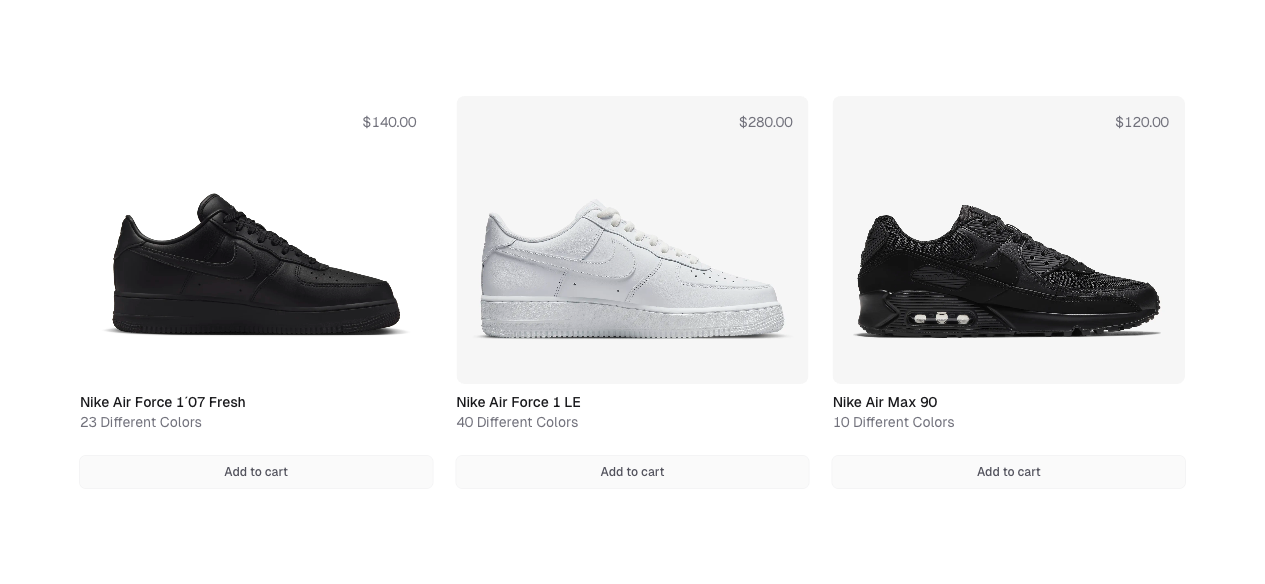 $140.00
$280.00
$120.00
Nike Air Force 1´07 Fresh
Nike Air Force 1 LE
Nike Air Max 90
23 Different Colors
40 Different Colors
10 Different Colors
Add to cart
Add to cart
Add to cart